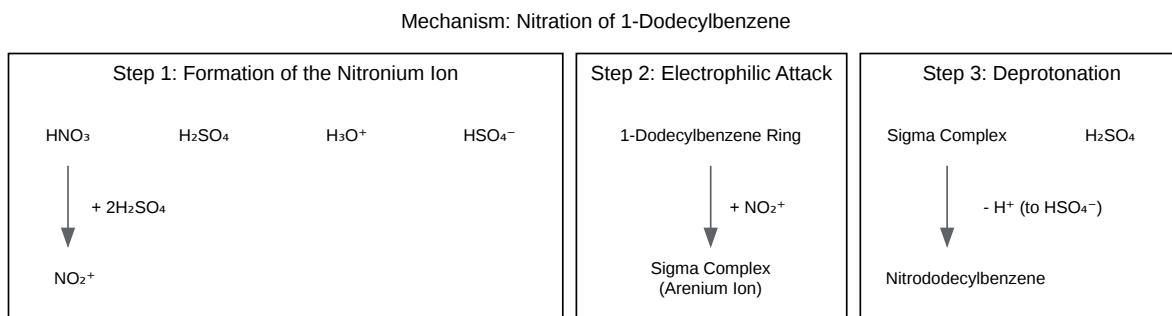 Mechanism: Nitration of 1-Dodecylbenzene
Step 1: Formation of the Nitronium Ion
HNO₃ H₂SO₄ H₃O⁺ HSO₄⁻
+ 2H₂SO₄
NO₂⁺
Step 2: Electrophilic Attack
1-Dodecylbenzene Ring
+ NO₂⁺
Sigma Complex
(Arenium Ion)
Step 3: Deprotonation
Sigma Complex H₂SO₄
- H⁺ (to HSO₄⁻)
Nitrododecylbenzene